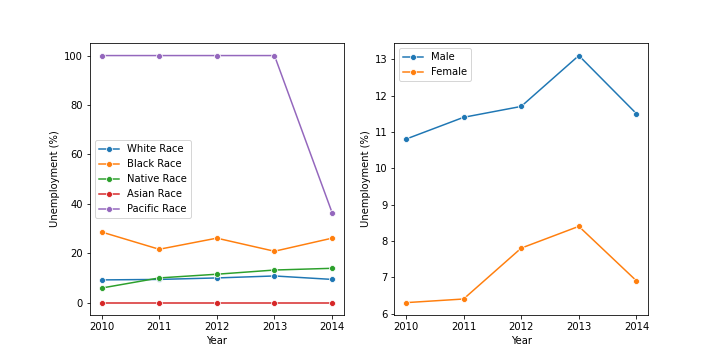 100
80
60
40
20
0
Unemployment (%)
White Race
Black Race
Native Race
Asian Race
Pacific Race
2010 2011 2012 2013 2014
Year
13
12
11
10
9
8
7
6
Unemployment (%)
Male
Female
2010 2011 2012 2013 2014
Year